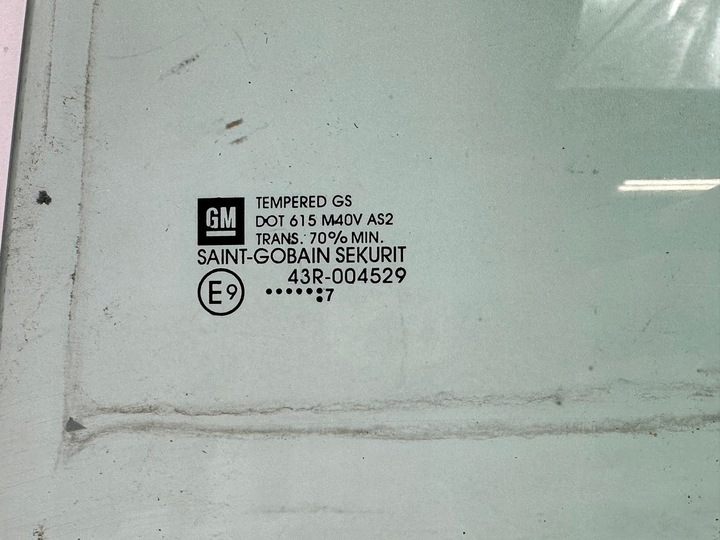 GM
TEMPERED GS
DOT 615 M40V AS2
TRANS. 70% MIN.
SAINT-GOBAIN SEKURIT
43R-004529
E9 ••••••:7